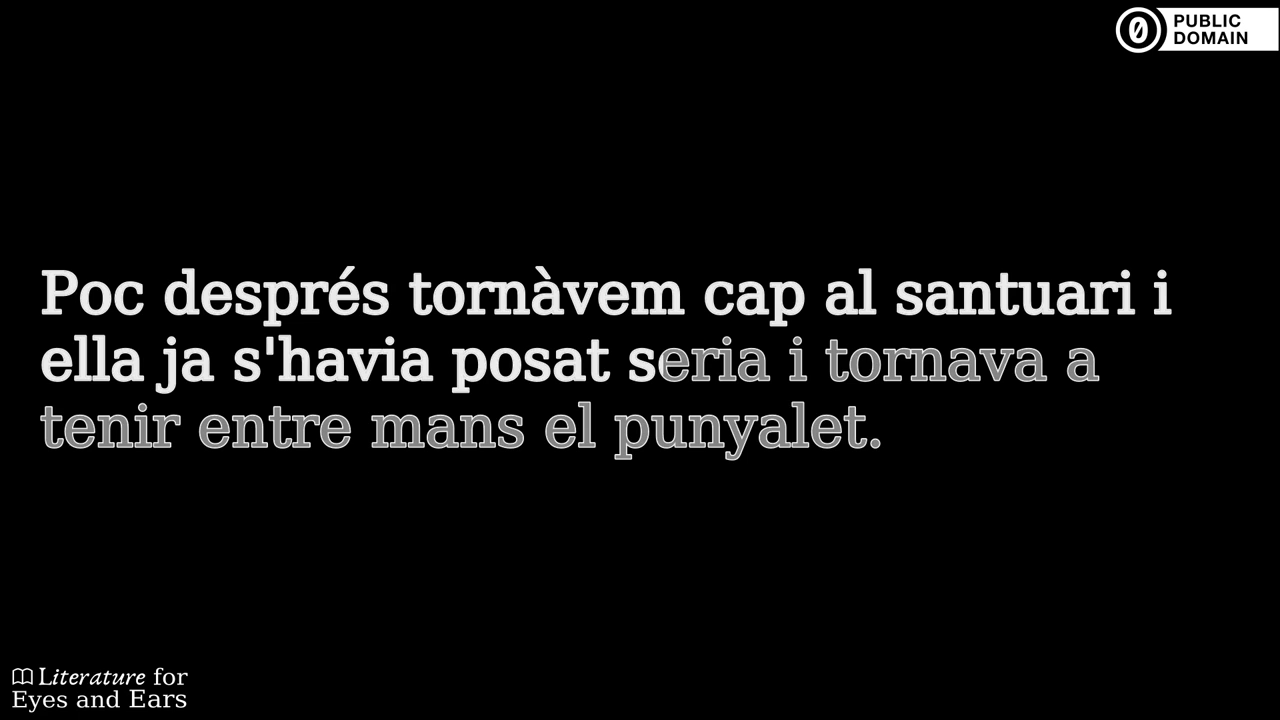 PUBLIC
DOMAIN
Poc després tornàvem cap al santuari i
ella ja s'havia posat seria i tornava a
tenir entre mans el punyalet.
Literature for
Eyes and Ears